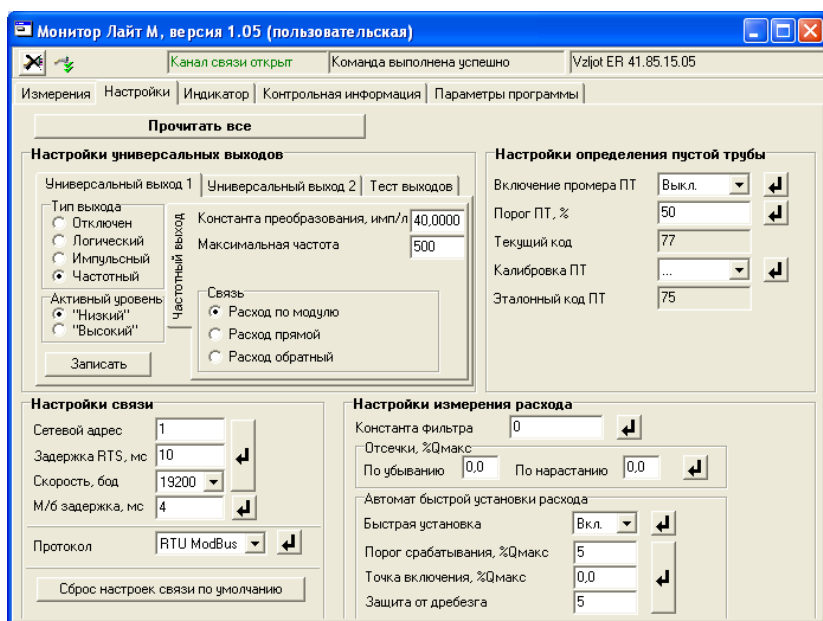 Монитор Лайт М, версия 1.05 (пользовательская)
Канал связи открыт Команда выполнена успешно Vzljot ER 41.85.15.05
Измерения Настройки Индикатор Контрольная информация Параметры программы
Прочитать все
Настройки универсальных выходов
Универсальный выход 1 Универсальный выход 2 Тест выходов
Тип выхода
Отключен
Логический
Импульсный
Частотный
Активный уровень
"Низкий"
"Высокий"
Записать
Частотный выход
Константа преобразования, имп/л 40,0000
Максимальная частота 500
Связь
Расход по модулю
Расход прямой
Расход обратный
Настройки определения пустой трубы
Включение промера ПТ Выкл.
Порог ПТ, % 50
Текущий код 77
Калибровка ПТ ...
Эталонный код ПТ 75
Настройки связи
Сетевой адрес 1
Задержка RTS, мс 10
Скорость, бод 19200
М/б задержка, мс 4
Протокол RTU ModBus
Сброс настроек связи по умолчанию
Настройки измерения расхода
Константа фильтра 0
Отсечки, %Qмакс
По убыванию 0,0 По нарастанию 0,0
Автомат быстрой установки расхода
Быстрая установка Вкл.
Порог срабатывания, %Qмакс 5
Точка включения, %Qмакс 0,0
Защита от дребезга 5